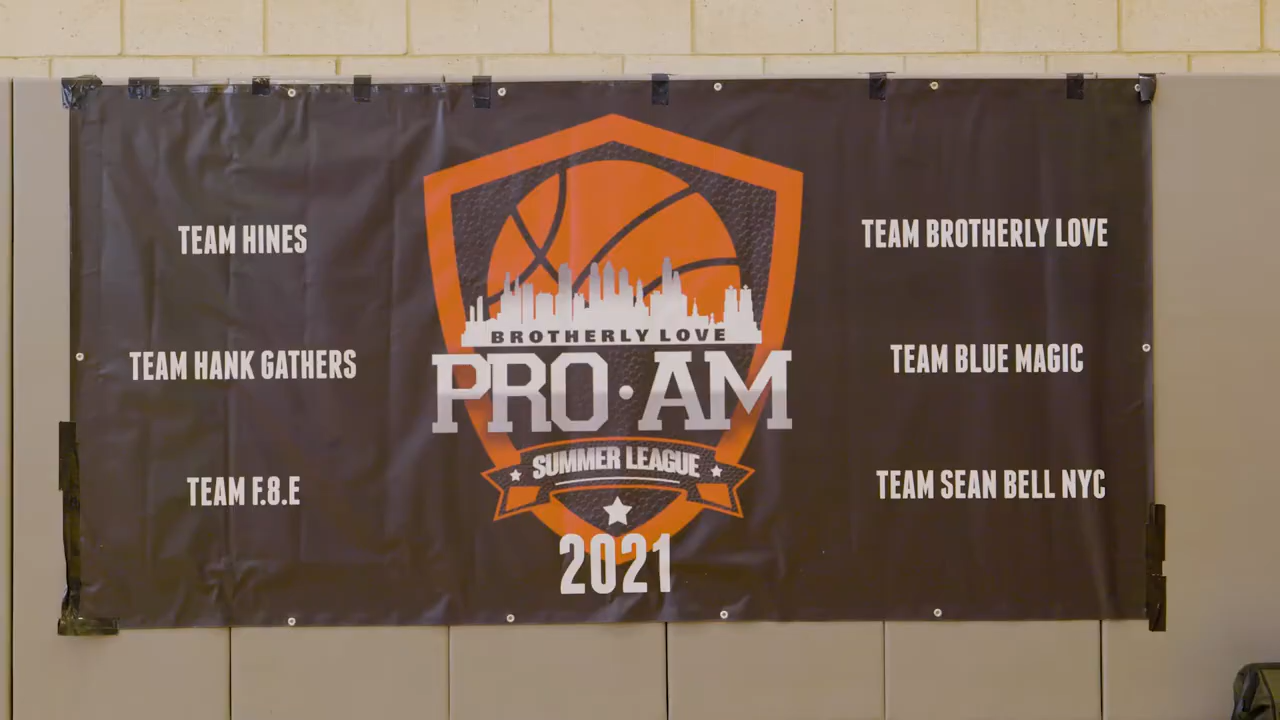 TEAM HINES
TEAM HANK GATHERS
TEAM F.8.E
BROTHERLY LOVE
PRO·AM
SUMMER LEAGUE
2021
TEAM BROTHERLY LOVE
TEAM BLUE MAGIC
TEAM SEAN BELL NYC